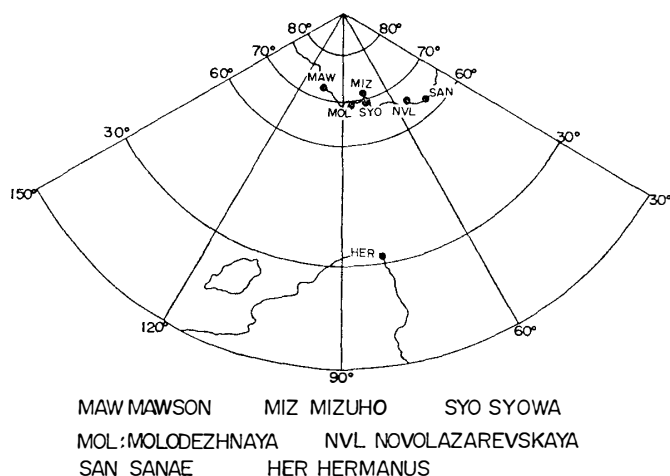 80° 80°
70° 70°
60° MAW MIZ SAN 60°
MOL SYO NVL
30° 30°
150° 30°
HER
120° 60°
90°
MAW MAWSON MIZ MIZUHO SYO SYOWA
MOL:MOLODEZHNAYA NVL NOVOLAZAREVSKAYA
SAN SANAE HER HERMANUS